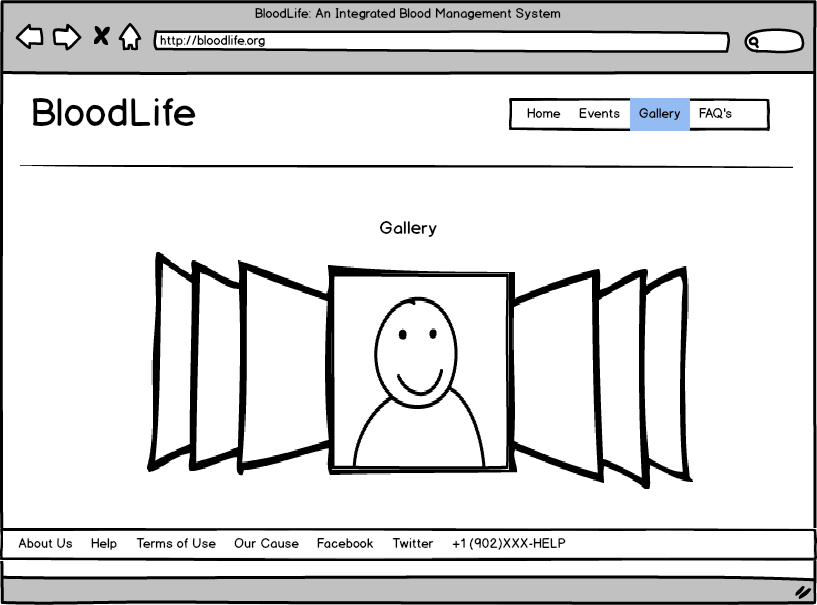 BloodLife: An Integrated Blood Management System
http://bloodlife.org
BloodLife
Home Events Gallery FAQ's
Gallery
About Us Help Terms of Use Our Cause Facebook Twitter +1 (902)XXX-HELP